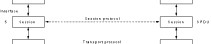 Interface
Session protocol
5 Session Session SPDU
Transport protocol